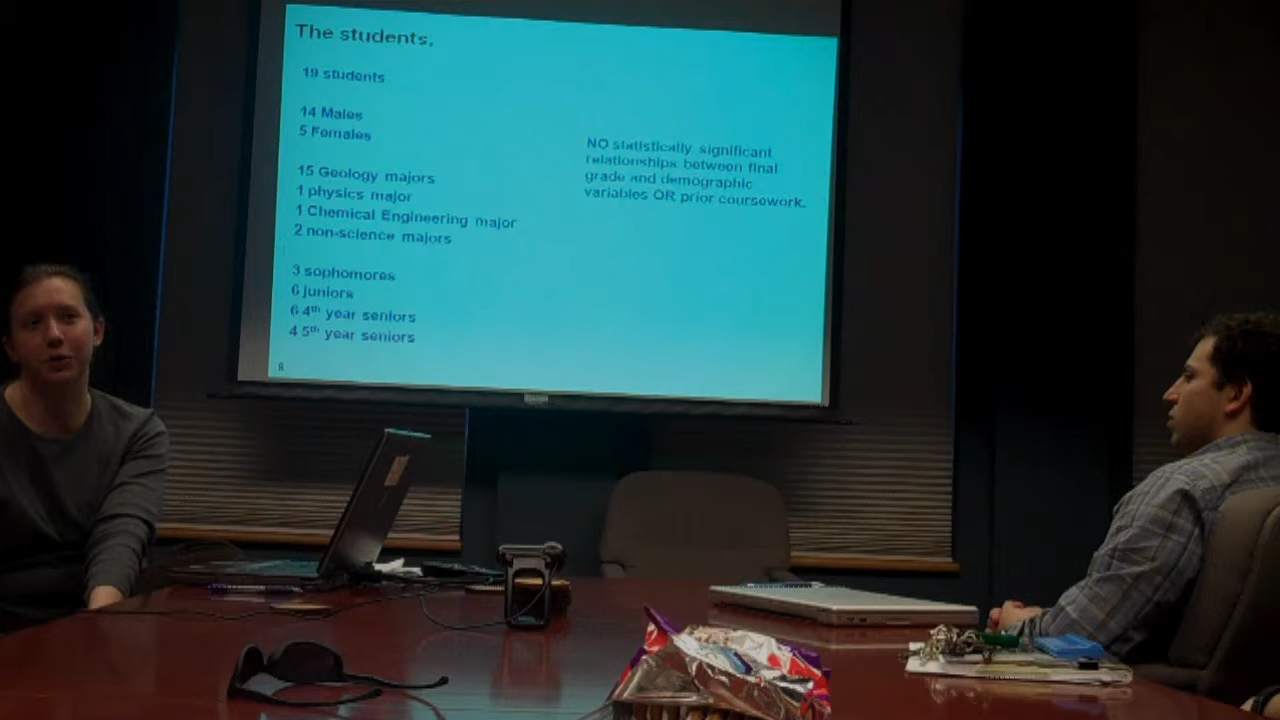 The students,
19 students
14 Males
5 Females
15 Geology majors
1 physics major
1 Chemical Engineering major
2 non-science majors
3 sophomores
6 juniors
6 4th year seniors
4 5th year seniors
8
NO statistically significant
relationships between final
grade and demographic
variables OR prior coursework.